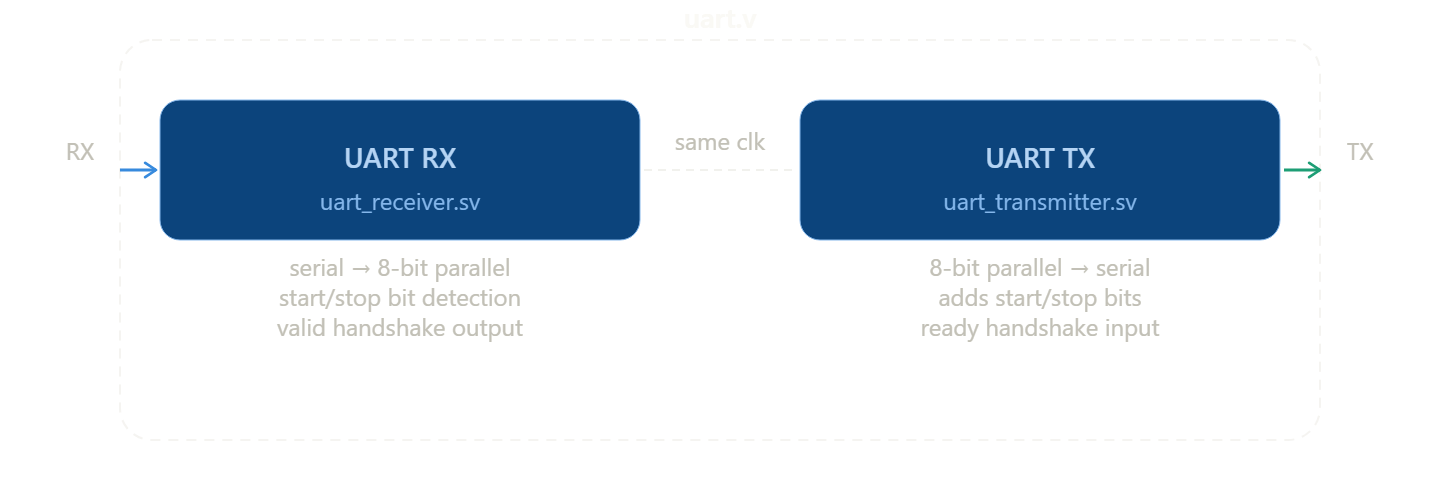 uart.v
RX
UART RX
uart_receiver.sv
serial → 8-bit parallel
start/stop bit detection
valid handshake output
same clk
UART TX
uart_transmitter.sv
8-bit parallel → serial
adds start/stop bits
ready handshake input
TX